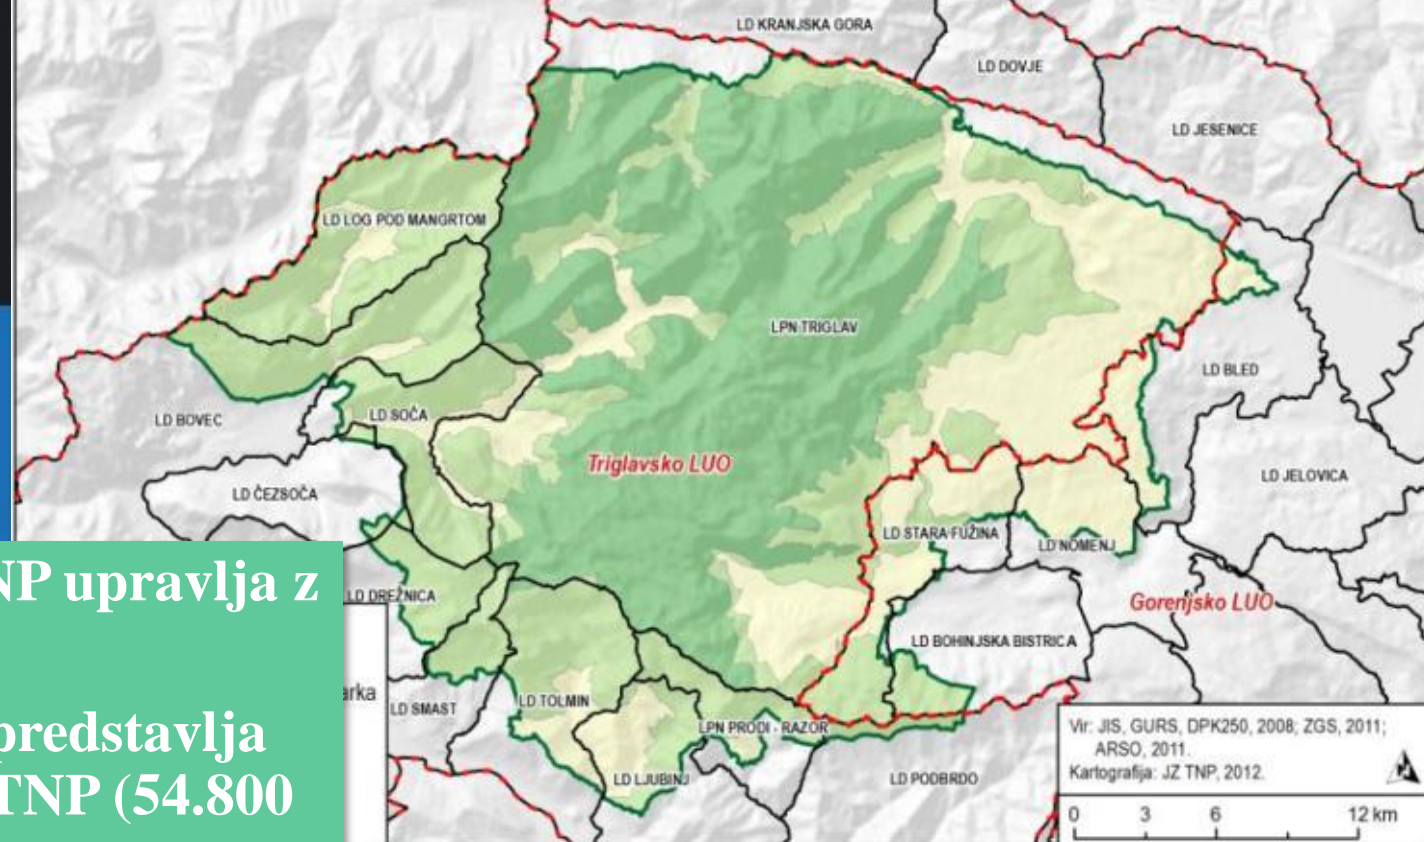 LD KRANJSKA GORA
LD DOVJE
LD JESENICE
LD LOG POD MANGRTOM
LPN TRIGLAV
LD BLED
LD SOČA
LD BOVEC
Triglavsko LUO
LD JELOVICA
LD ČEZSOČA
LD STARA FUŽINA
LD NOMENJ
NP upravlja z
LD DREŽNICA
Gorenjsko LUO
LD BOHINJSKA BISTRICA
arka
LD SMAST
LD TOLMIN
LPN PRODI - RAZOR
predstavlja
TNP (54.800
LD LJUBINJ
LD PODBRDO
Vir: JIS, GURS, DPK250, 2008; ZGS, 2011;
ARSO, 2011.
Kartografija: JZ TNP, 2012.
0 3 6 12 km